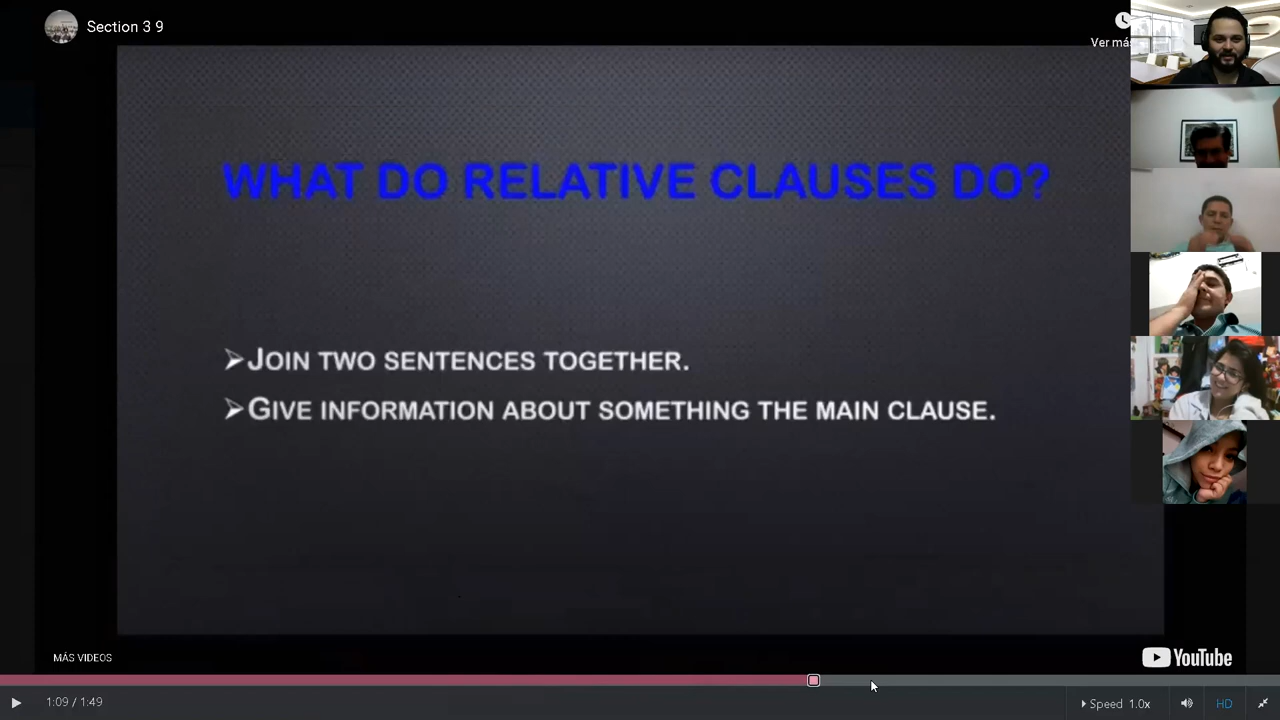 Section 3 9
WHAT DO RELATIVE CLAUSES DO?
➢JOIN TWO SENTENCES TOGETHER.
➢GIVE INFORMATION ABOUT SOMETHING THE MAIN CLAUSE.
Ver más
MÁS VIDEOS
YouTube
1:09 / 1:49
Speed 1.0x
HD